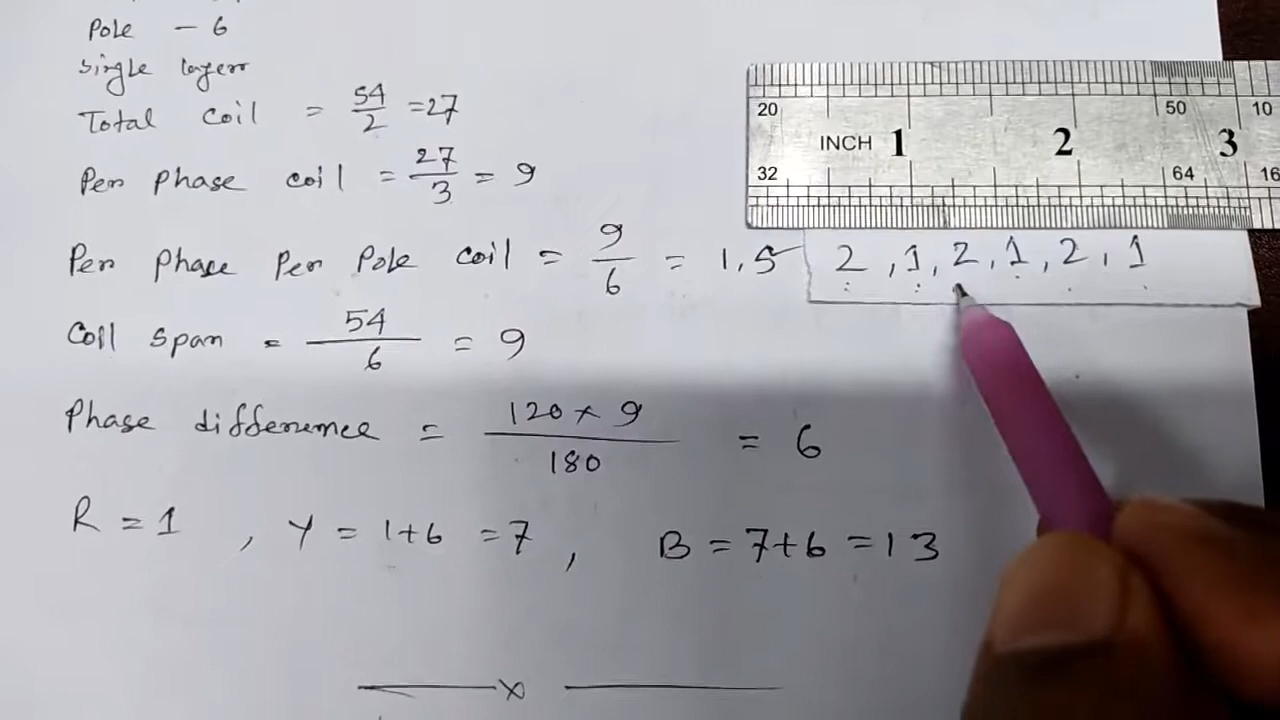 Pole - 6
Single layer
Total coil = 54/2 = 27
20 50 10
INCH 1 2 3
32 64 16
Per Phase coil = 27/3 = 9
Per Phase Per Pole coil = 9/6 = 1,5 2, 1, 2, 1, 2, 1
Coil span = 54/6 = 9
Phase difference = 120 × 9/180 = 6
R = 1, Y = 1+6 = 7, B = 7+6 = 13
x